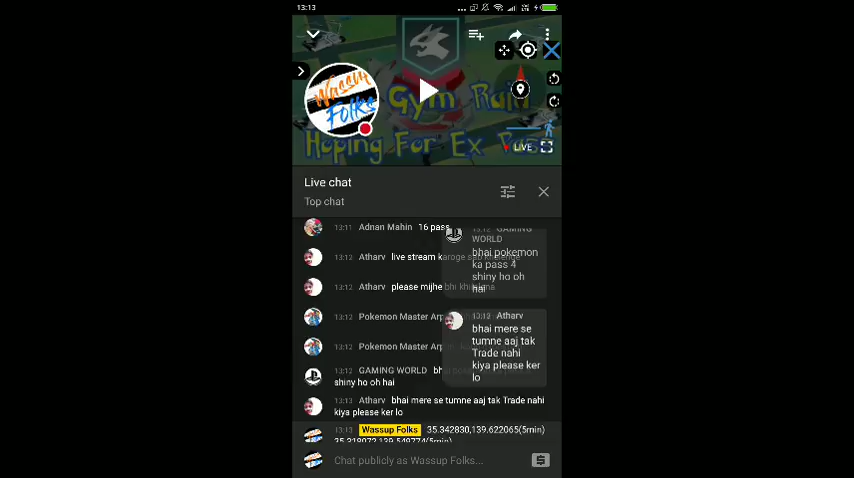 13:13
Wassup
Folks
Gym Raid
Hoping For Ex Pass
LIVE
Live chat
Top chat
13:11 Adnan Mahin 16 pass
13:12 Atharv live stream karoge
13:12 Atharv please mijhe bhi
13:12 Pokemon Master
13:12 Pokemon Master
13:12 GAMING WORLD
shiny ho oh hai
13:13 Atharv bhai mere se tumne aaj tak Trade nahi
kiya please ker lo
13:13 Wassup Folks 35.342830,139.622065(5min)
Chat publicly as Wassup Folks...
13:12 GAMING
WORLD
bhai pokemon
ka pass 4
shiny ho oh
hai
13:12 Atharv
bhai mere se
tumne aaj tak
Trade nahi
kiya please ker
lo